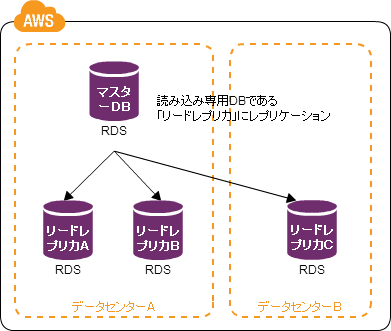 AWS
マスタ
ーDB
RDS
読み込み専用DBである
「リードレプリカ」にレプリケーション
リードレ
プリカA
RDS
リードレ
プリカB
RDS
リードレ
プリカC
RDS
データセンターA
データセンターB